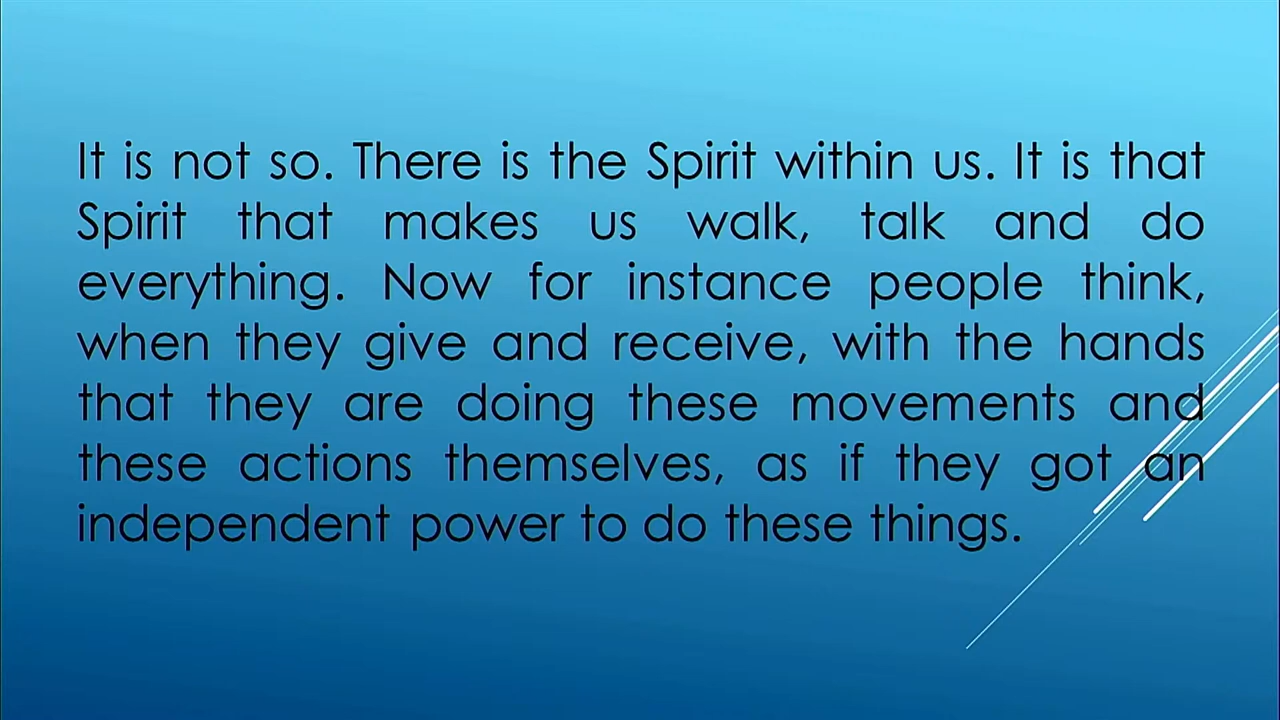 It is not so. There is the Spirit within us. It is that
Spirit that makes us walk, talk and do
everything. Now for instance people think,
when they give and receive, with the hands
that they are doing these movements and
these actions themselves, as if they got an
independent power to do these things.